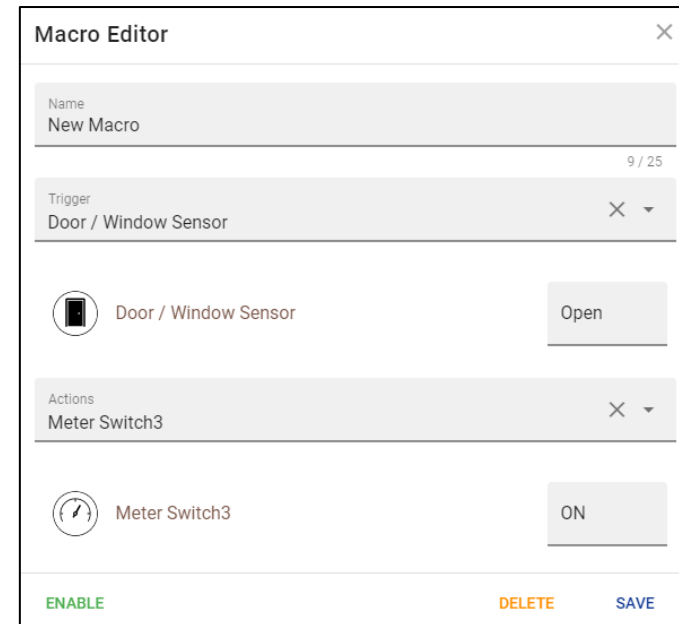 Macro Editor
Name
New Macro
9 / 25
Trigger
Door / Window Sensor
Door / Window Sensor
Open
Actions
Meter Switch3
Meter Switch3
ON
ENABLE
DELETE
SAVE